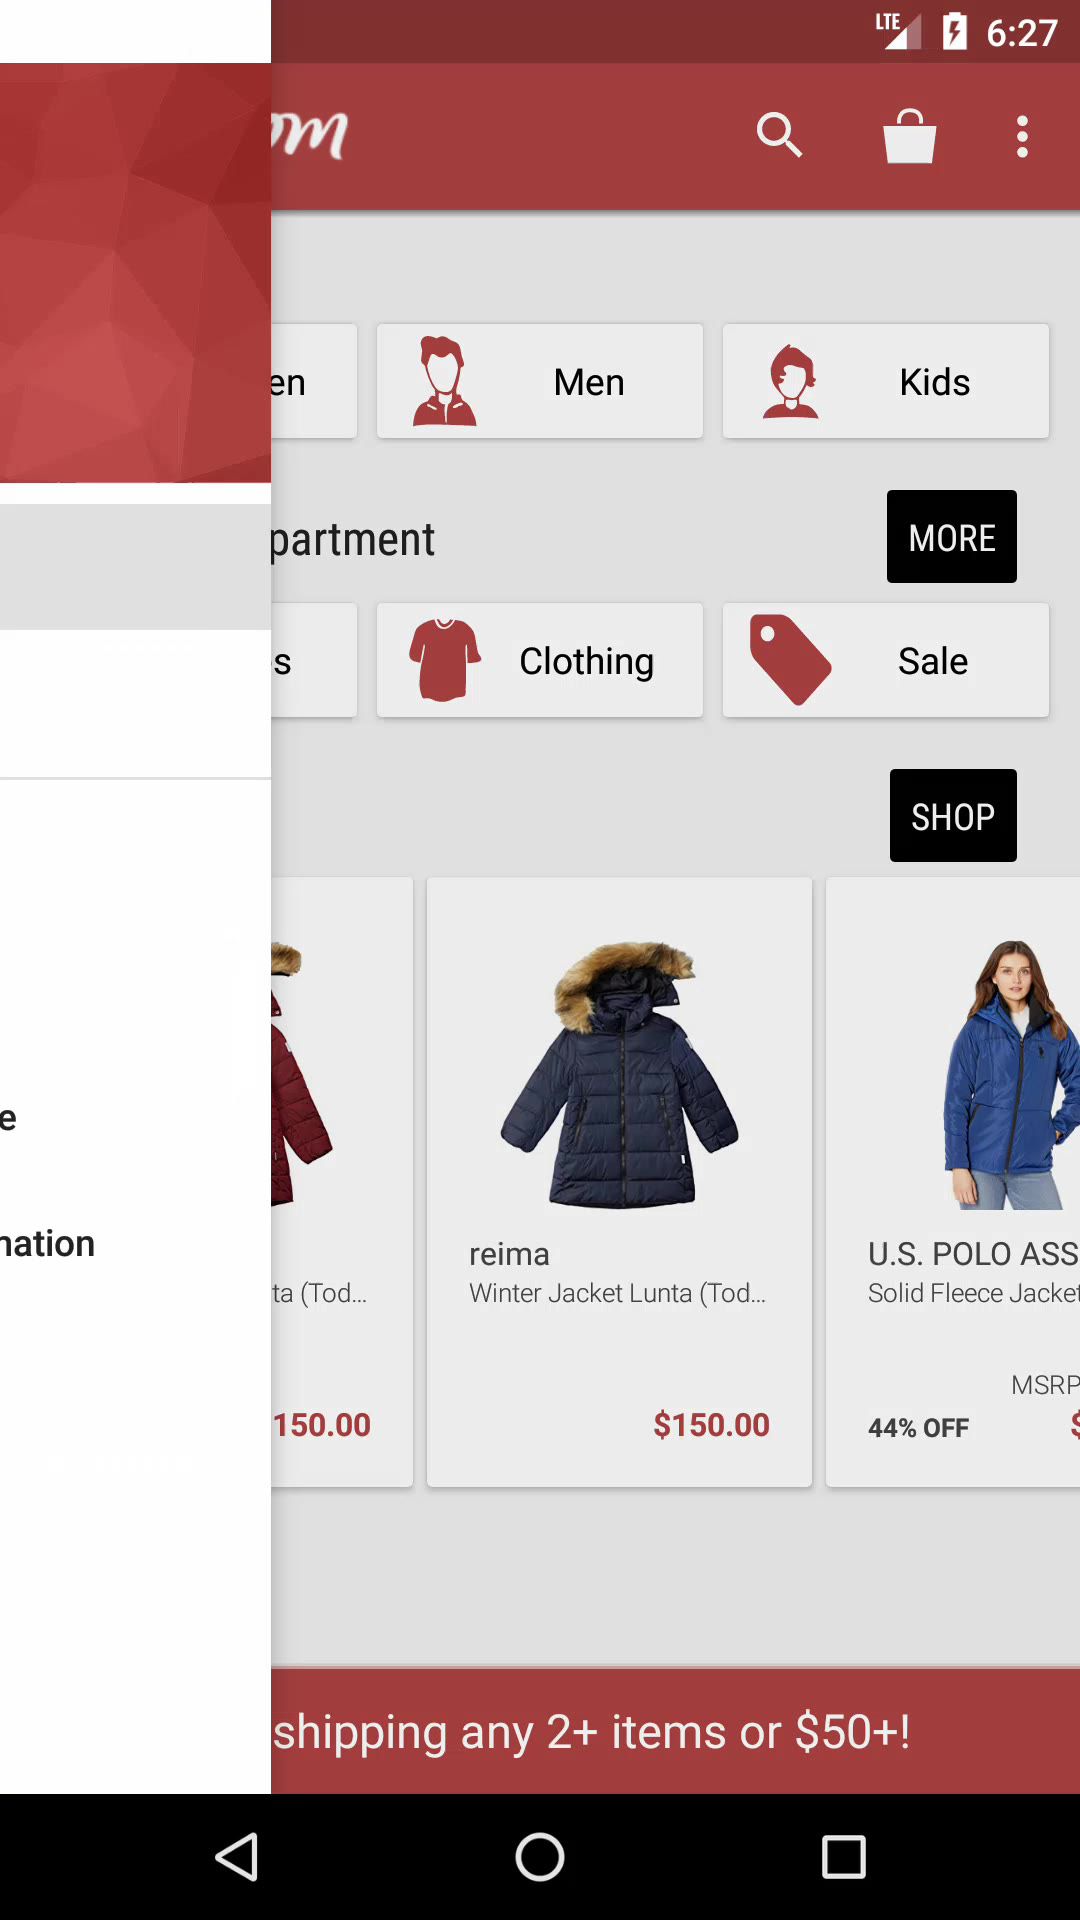 LTE 6:27
om
en Men Kids
partment MORE
s Clothing Sale
SHOP
e
nation
reima U.S. POLO ASS
ta (Tod... Winter Jacket Lunta (Tod... Solid Fleece Jacket
MSRP
150.00 $150.00 44% OFF $
shipping any 2+ items or $50+!